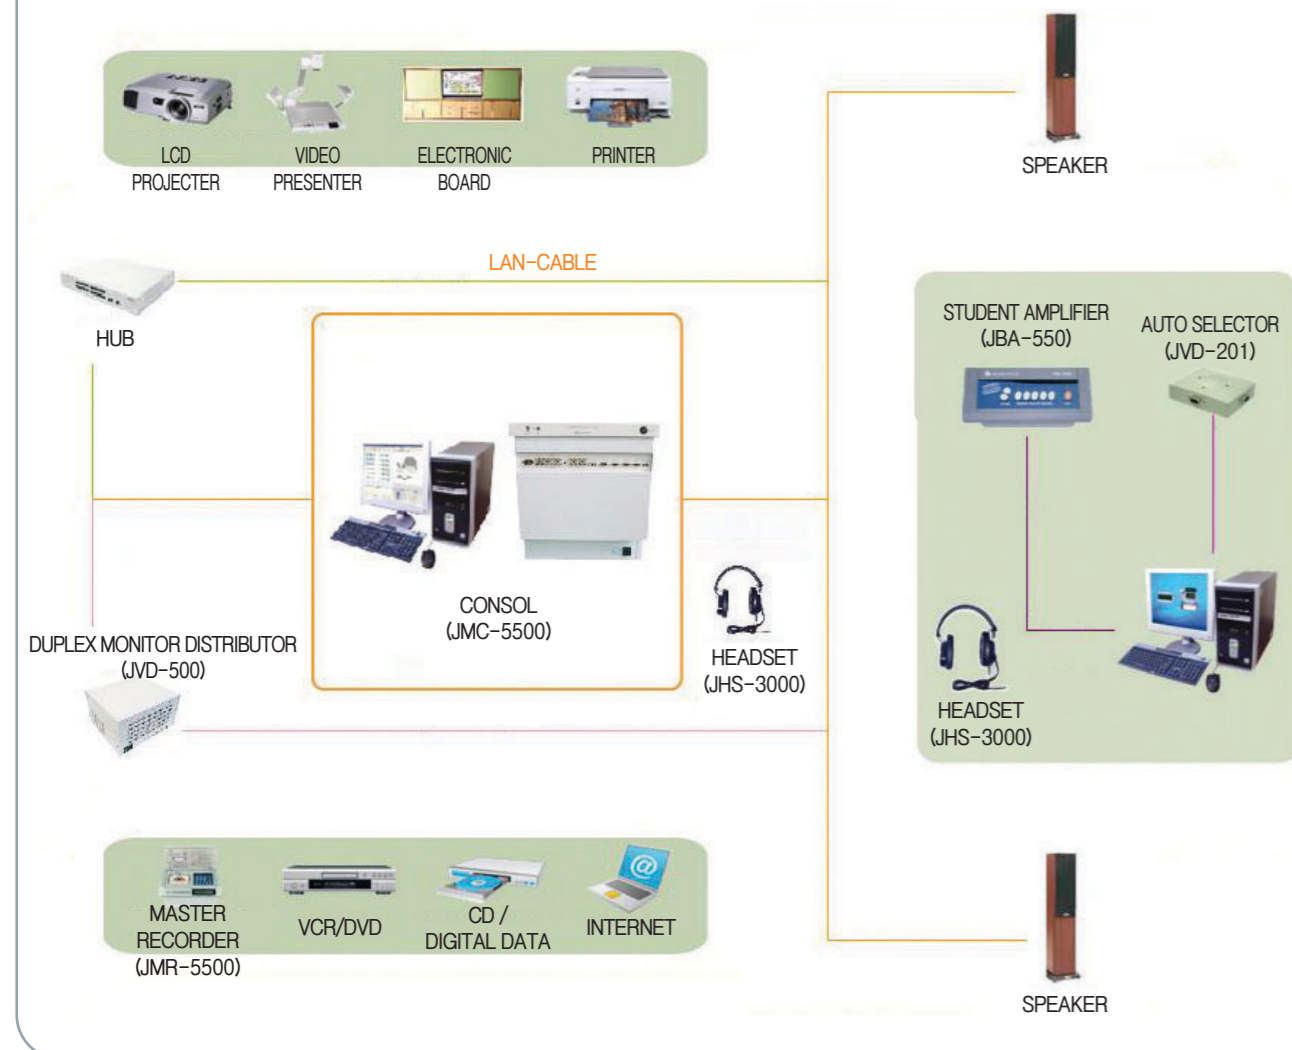 LCD
PROJECTER
VIDEO
PRESENTER
ELECTRONIC
BOARD
PRINTER
SPEAKER
LAN-CABLE
HUB
STUDENT AMPLIFIER
(JBA-550)
AUTO SELECTOR
(JVD-201)
CONSOL
(JMC-5500)
HEADSET
(JHS-3000)
DUPLEX MONITOR DISTRIBUTOR
(JVD-500)
HEADSET
(JHS-3000)
MASTER
RECORDER
(JMR-5500)
VCR/DVD
CD /
DIGITAL DATA
@
INTERNET
SPEAKER